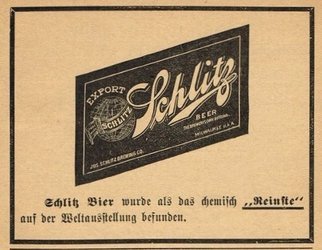 EXPORT
SCHLITZ
Schlitz
BEER
MILWAUKEE U.S.A.
JOS. SCHLITZ BREWING CO.
Schlitz Bier wurde als das chemisch „Reinste"
auf der Weltausstellung befunden.